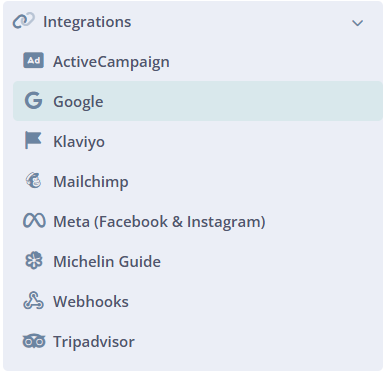 Integrations
Ad ActiveCampaign
Google
Klaviyo
Mailchimp
Meta (Facebook & Instagram)
Michelin Guide
Webhooks
Tripadvisor